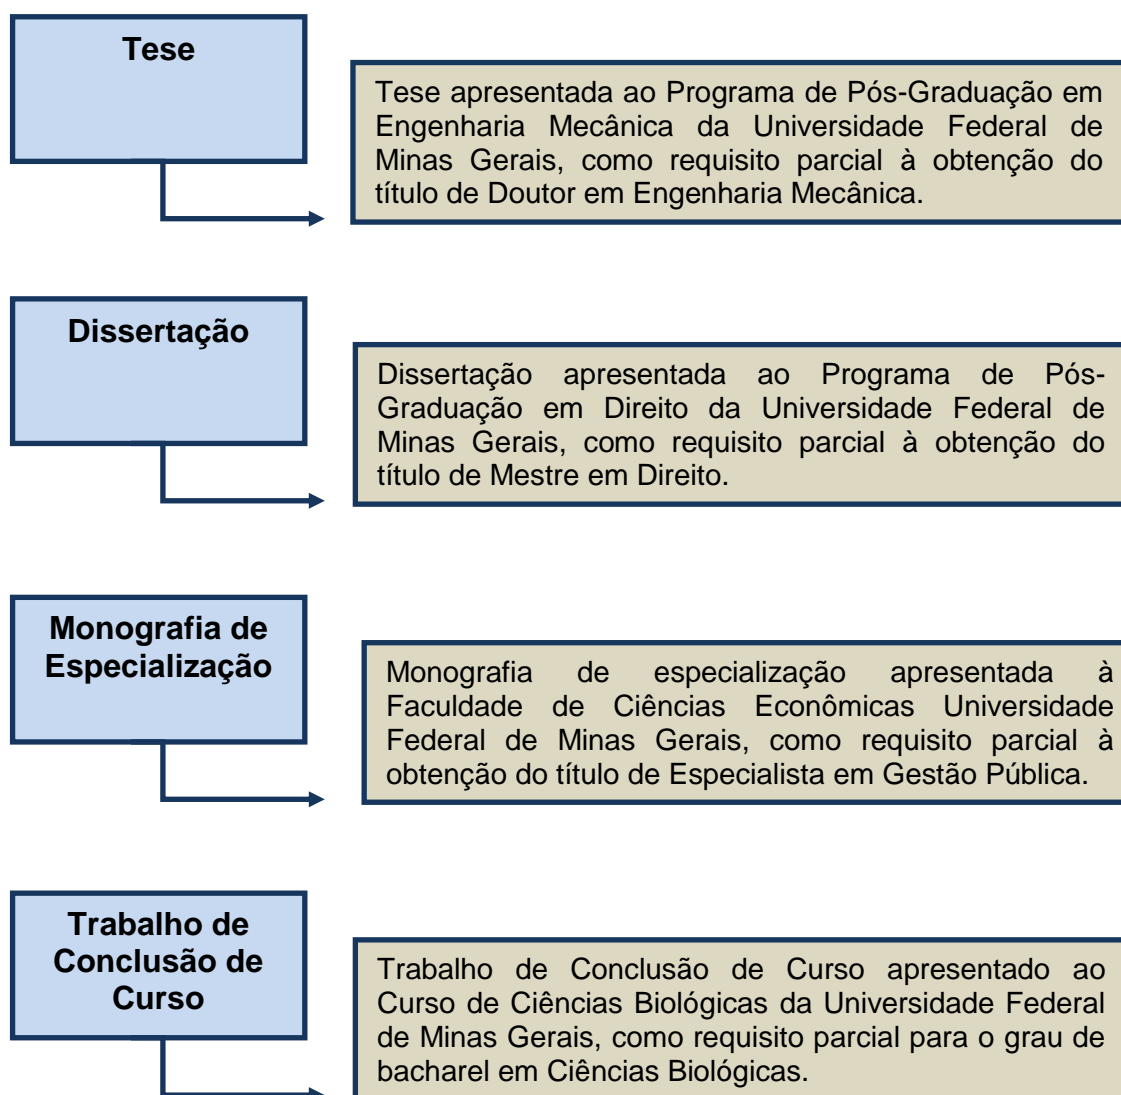 Tese
Tese apresentada ao Programa de Pós-Graduação em
Engenharia Mecânica da Universidade Federal de
Minas Gerais, como requisito parcial à obtenção do
título de Doutor em Engenharia Mecânica.
Dissertação
Dissertação apresentada ao Programa de Pós-
Graduação em Direito da Universidade Federal de
Minas Gerais, como requisito parcial à obtenção do
título de Mestre em Direito.
Monografia de
Especialização
Monografia de especialização apresentada à
Faculdade de Ciências Econômicas Universidade
Federal de Minas Gerais, como requisito parcial à
obtenção do título de Especialista em Gestão Pública.
Trabalho de
Conclusão de
Curso
Trabalho de Conclusão de Curso apresentado ao
Curso de Ciências Biológicas da Universidade Federal
de Minas Gerais, como requisito parcial para o grau de
bacharel em Ciências Biológicas.